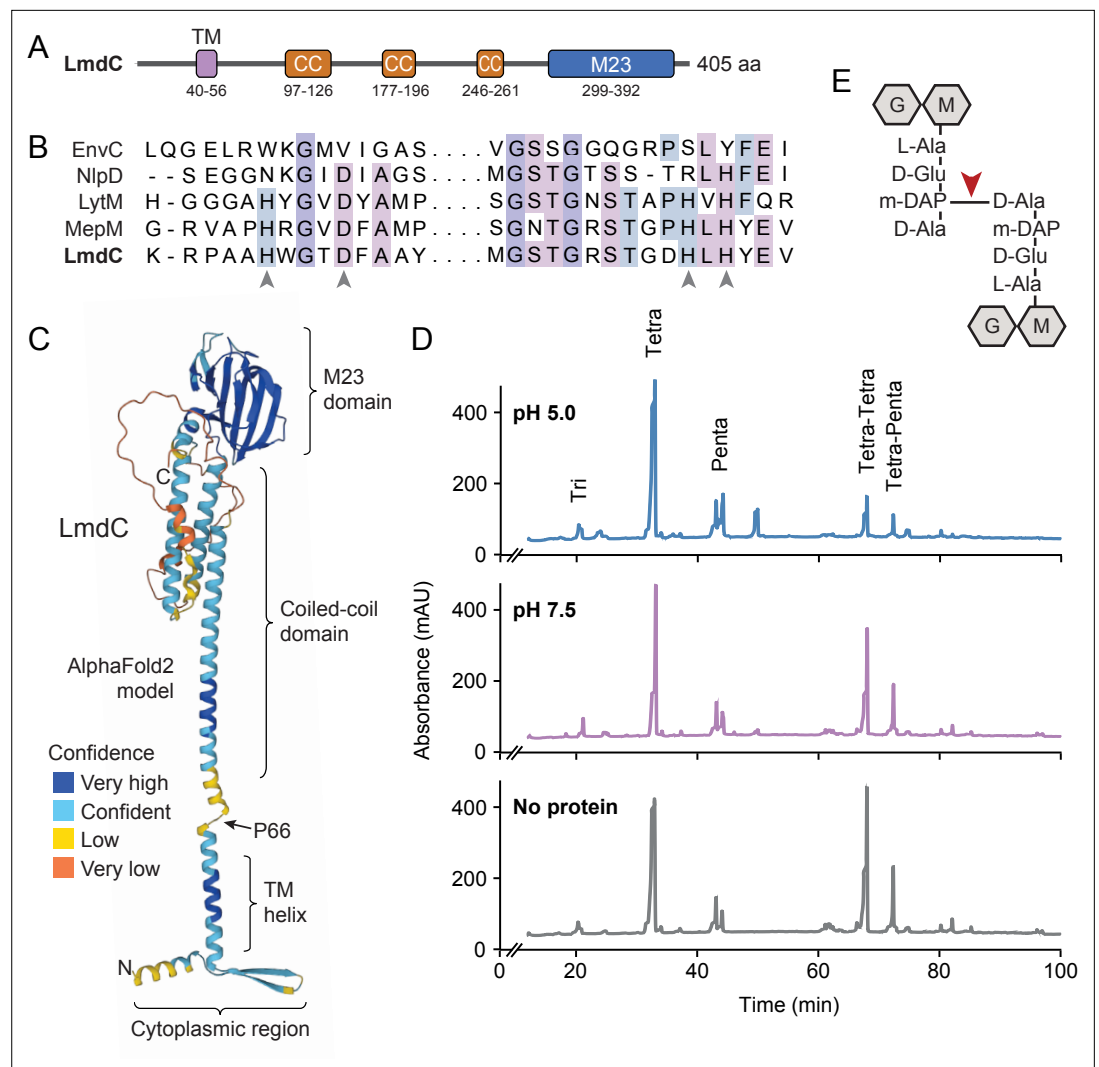 A
TM
LmdC
CC
CC
CC
M23
405 aa
40-56
97-126
177-196
246-261
299-392
B
EnvC LQGELRWKGMVIGAS....VGSSGGQGRPSLYFEI
NlpD --SEGGNKGIDIAGS....MGSTGTSS-TRLHFEI
LytM H-GGGAHYGVDYAMP....SGSTGNSTAPHVHFQR
MepM G-RVAPHRGVDFAMP....SGNTGRSTGPHLHYEV
LmdC K-RPAAHWGTDFAAY....MGSTGRSTGDHLHYEV
C
M23
domain
C
LmdC
Coiled-coil
domain
AlphaFold2
model
Confidence
Very high
Confident
Low
Very low
P66
TM
helix
N
Cytoplasmic region
D
Absorbance (mAU)
pH 5.0
400
200
0
Tri
Tetra
Penta
Tetra-Tetra
Tetra-Penta
pH 7.5
400
200
0
No protein
400
200
0
0
20
40
60
80
100
Time (min)
E
G
M
L-Ala
D-Glu
m-DAP
D-Ala
D-Ala
m-DAP
D-Glu
L-Ala
G
M